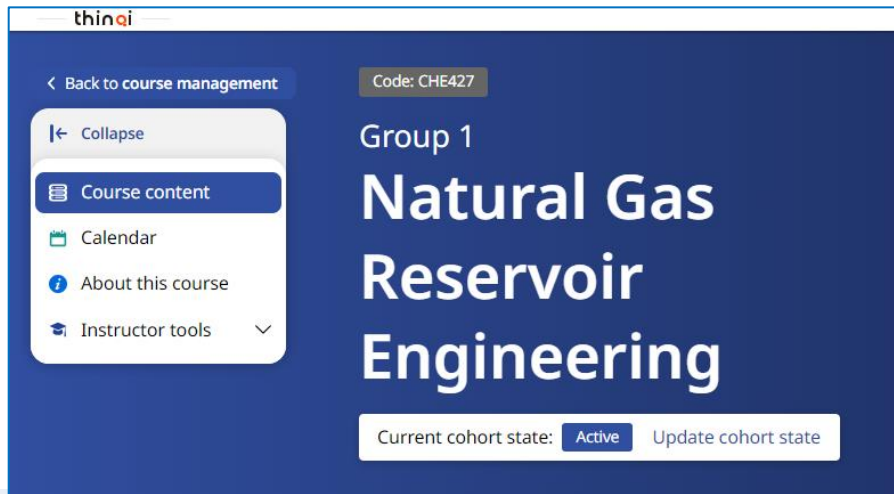 thinqi
Back to course management
Collapse
Course content
Calendar
About this course
Instructor tools
Code: CHE427
Group 1
Natural Gas
Reservoir
Engineering
Current cohort state: Active Update cohort state